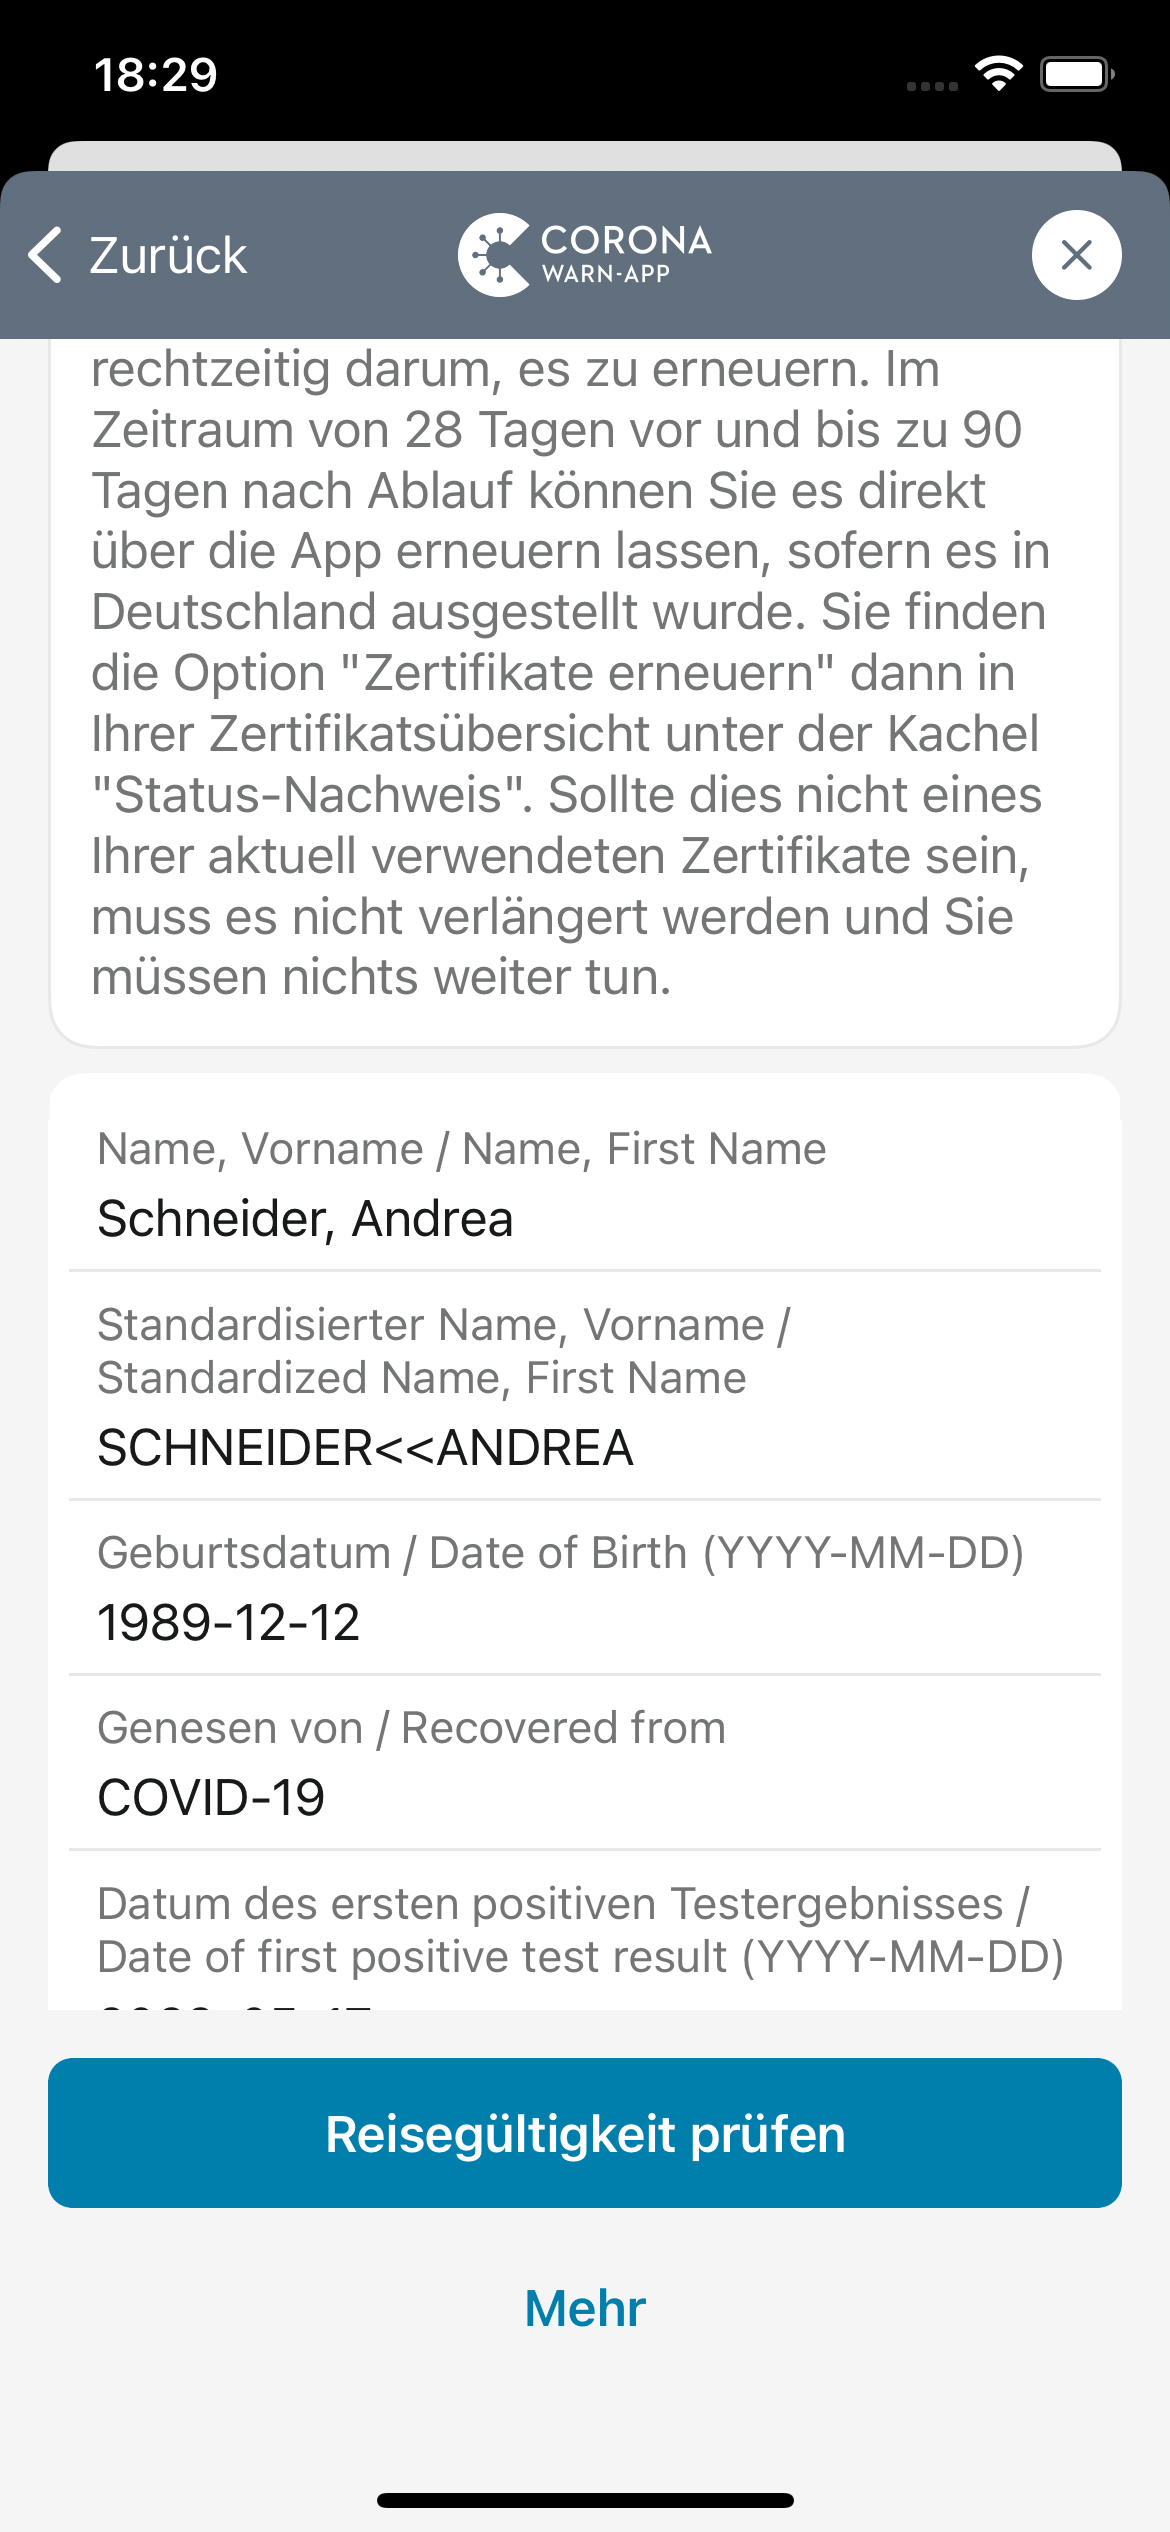 18:29
Zurück
CORONA
WARN-APP
rechtzeitig darum, es zu erneuern. Im
Zeitraum von 28 Tagen vor und bis zu 90
Tagen nach Ablauf können Sie es direkt
über die App erneuern lassen, sofern es in
Deutschland ausgestellt wurde. Sie finden
die Option "Zertifikate erneuern" dann in
Ihrer Zertifikatsübersicht unter der Kachel
"Status-Nachweis". Sollte dies nicht eines
Ihrer aktuell verwendeten Zertifikate sein,
muss es nicht verlängert werden und Sie
müssen nichts weiter tun.
Name, Vorname / Name, First Name
Schneider, Andrea
Standardisierter Name, Vorname /
Standardized Name, First Name
SCHNEIDER<<ANDREA
Geburtsdatum / Date of Birth (YYYY-MM-DD)
1989-12-12
Genesen von / Recovered from
COVID-19
Datum des ersten positiven Testergebnisses /
Date of first positive test result (YYYY-MM-DD)
Reisegültigkeit prüfen
Mehr